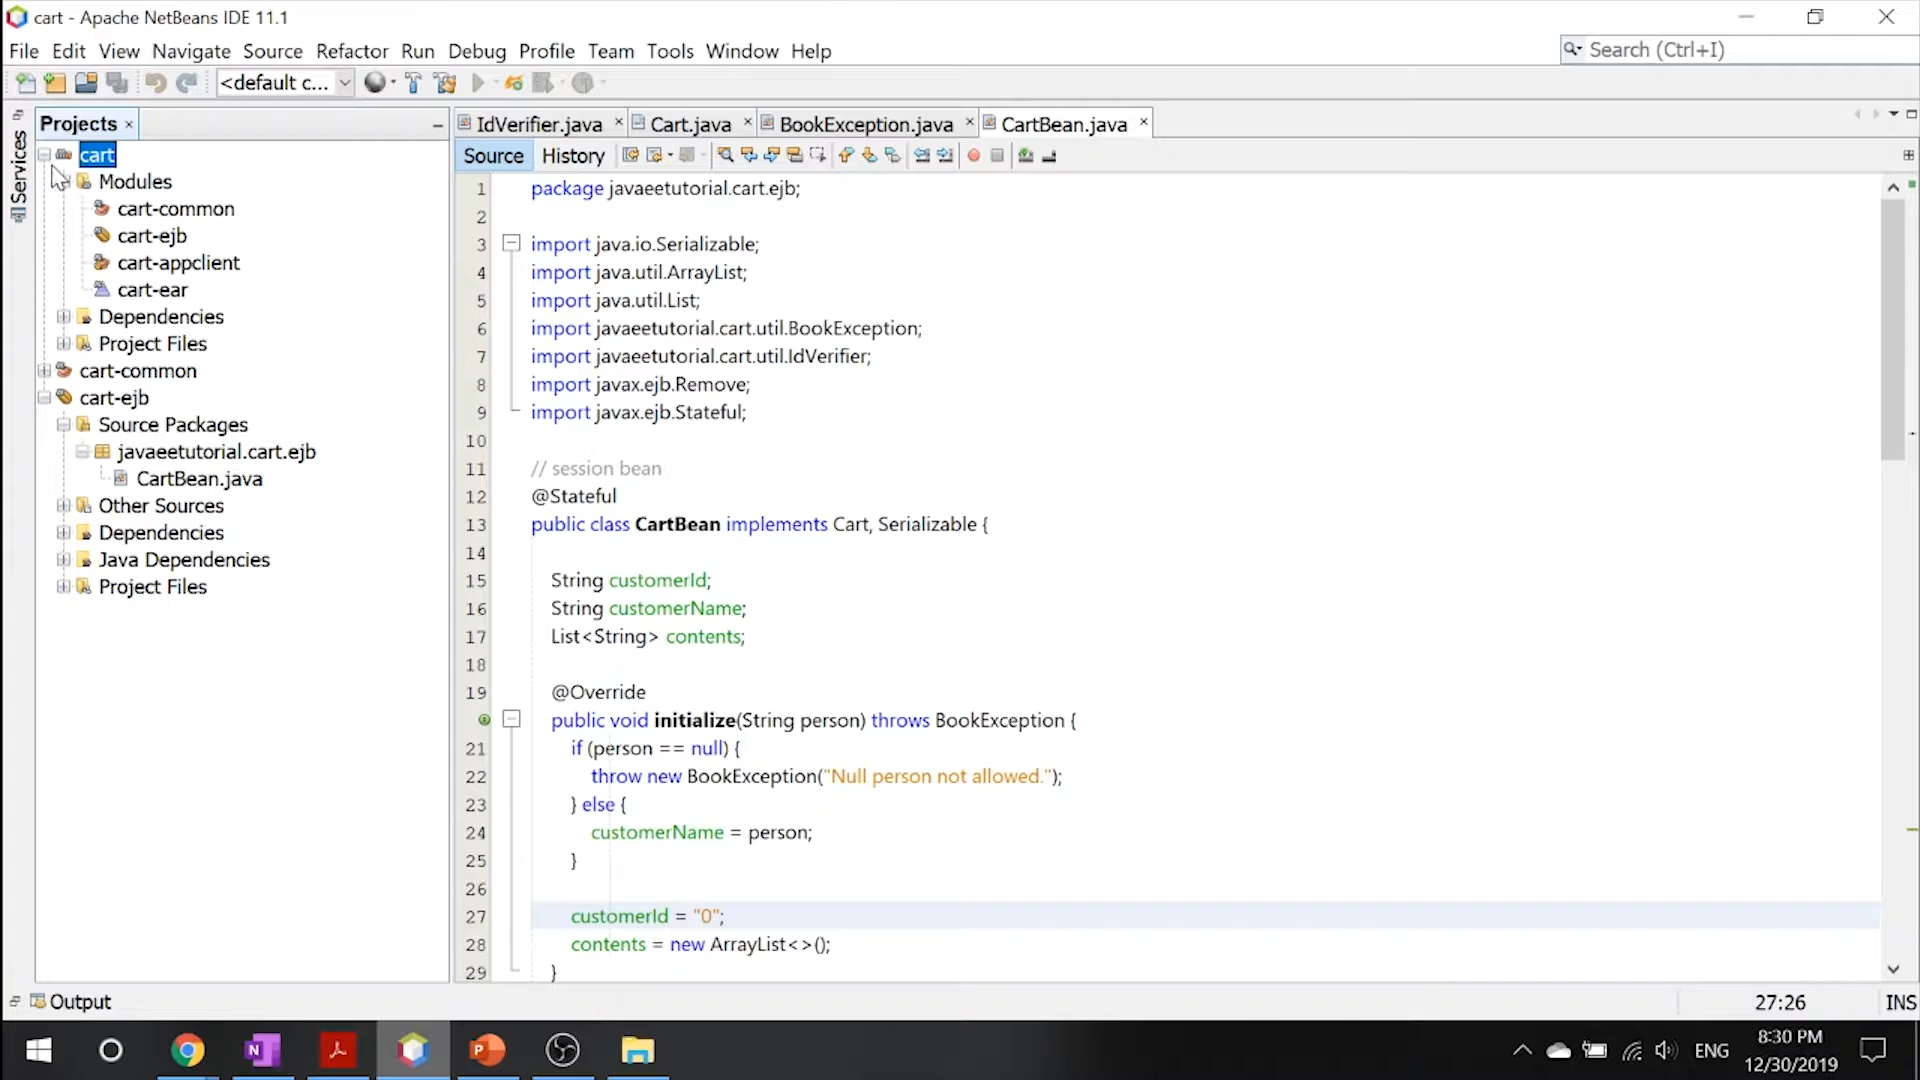 cart - Apache NetBeans IDE 11.1
File Edit View Navigate Source Refactor Run Debug Profile Team Tools Window Help
Search (Ctrl+I)
<default c...
Services
Projects
cart
Modules
cart-common
cart-ejb
cart-appclient
cart-ear
Dependencies
Project Files
cart-common
cart-ejb
Source Packages
javaeetutorial.cart.ejb
CartBean.java
Other Sources
Dependencies
Java Dependencies
Project Files
IdVerifier.java Cart.java BookException.java CartBean.java
Source History
1 package javaeetutorial.cart.ejb;
2
3 import java.io.Serializable;
4 import java.util.ArrayList;
5 import java.util.List;
6 import javaeetutorial.cart.util.BookException;
7 import javaeetutorial.cart.util.IdVerifier;
8 import javax.ejb.Remove;
9 import javax.ejb.Stateful;
10
11 // session bean
12 @Stateful
13 public class CartBean implements Cart, Serializable {
14
15 String customerId;
16 String customerName;
17 List<String> contents;
18
19 @Override
public void initialize(String person) throws BookException {
21 if (person == null) {
22 throw new BookException("Null person not allowed.");
23 } else {
24 customerName = person;
25 }
26
27 customerId = "0";
28 contents = new ArrayList<>();
29 }
Output
27:26 INS
ENG
8:30 PM
12/30/2019